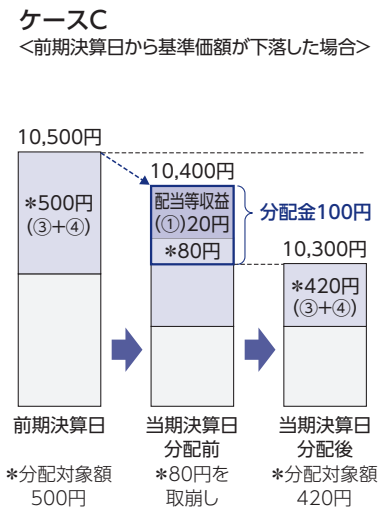 ケースC
<前期決算日から基準価額が下落した場合>
10,500円
10,400円
*500円
(③+④)
配当等収益
(①)20円
*80円
分配金100円
10,300円
*420円
(③+④)
前期決算日
当期決算日
分配前
当期決算日
分配後
*分配対象額
500円
*80円を
取崩し
*分配対象額
420円